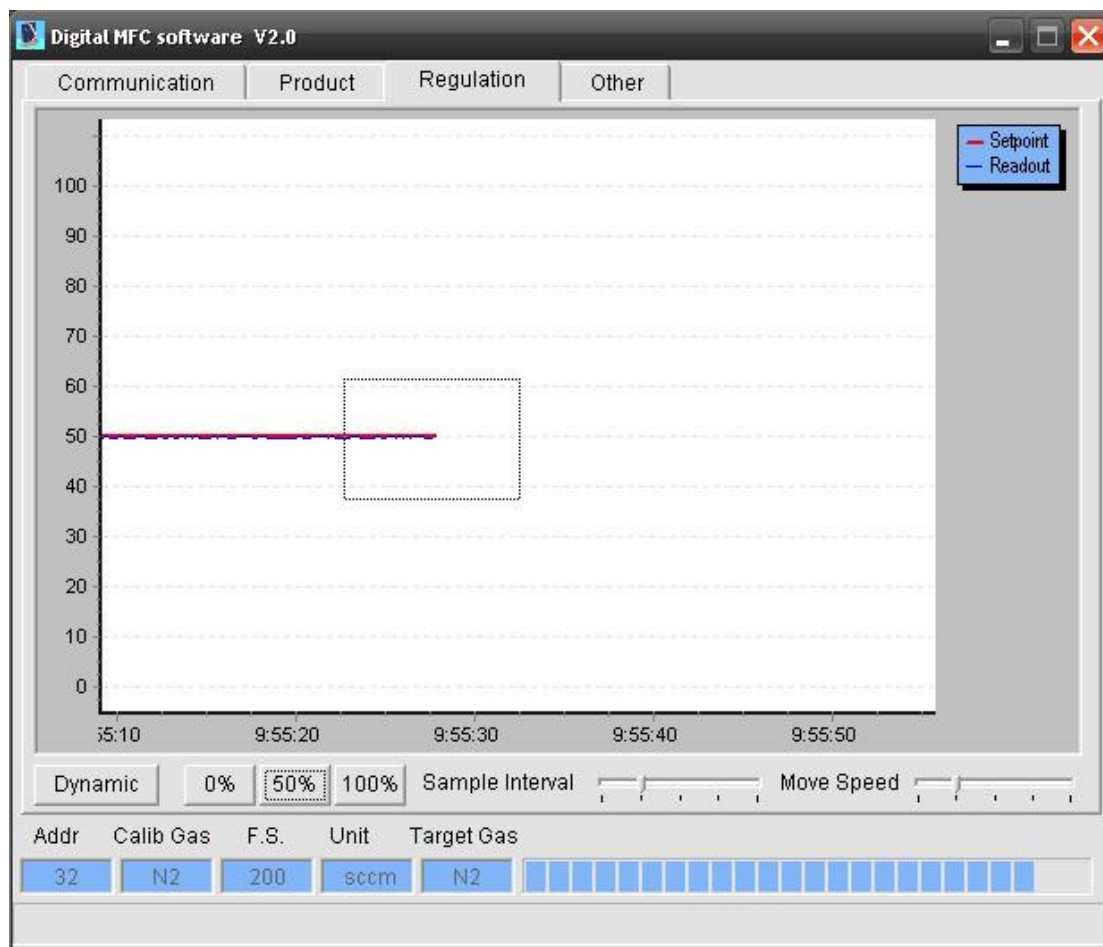 Digital MFC software V2.0
Communication Product Regulation Other
Setpoint
Readout
100
90
80
70
60
50
40
30
20
10
0
55:10 9:55:20 9:55:30 9:55:40 9:55:50
Dynamic 0% 50% 100% Sample Interval Move Speed
Addr Calib Gas F.S. Unit Target Gas
32 N2 200 sccm N2